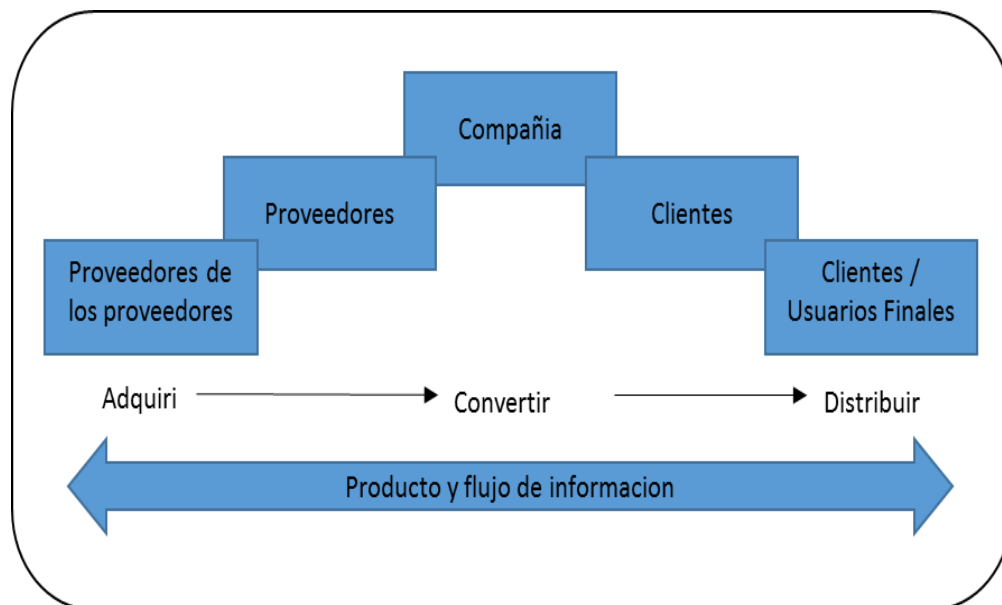 Compañia
Proveedores
Clientes
Proveedores de
los proveedores
Clientes /
Usuarios Finales
Adquiri
Convertir
Distribuir
Producto y flujo de informacion